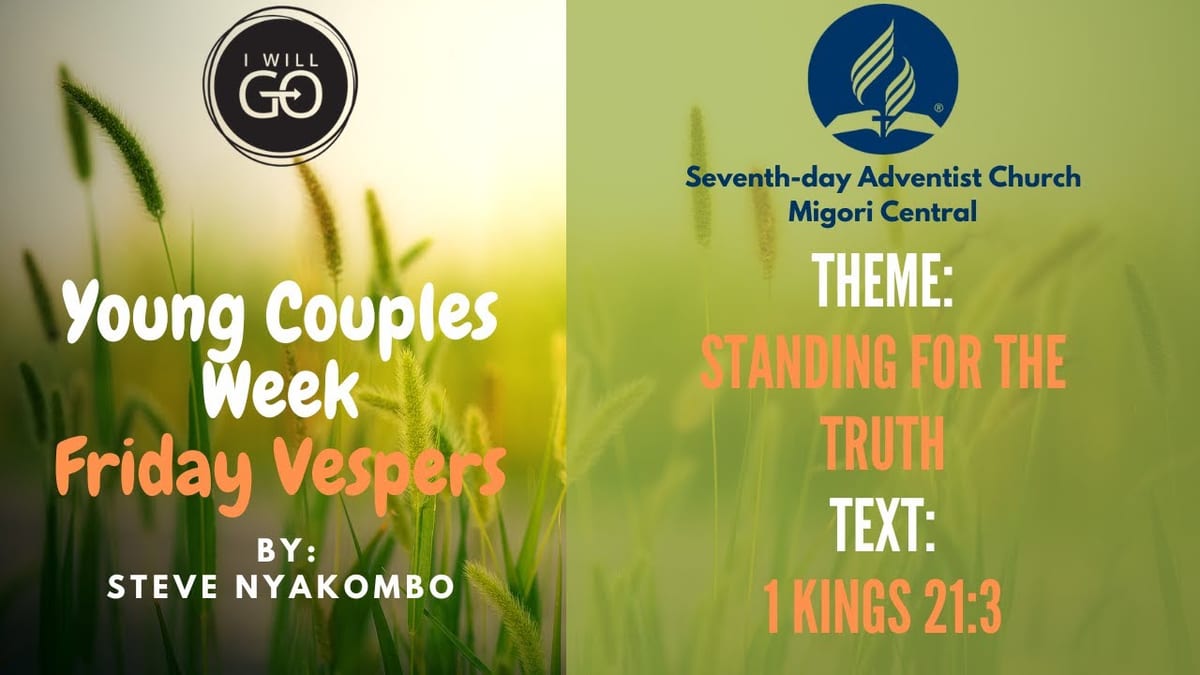 I WILL
GO
Young Couples
Week
Friday Vespers
BY:
STEVE NYAKOMBO
®
Seventh-day Adventist Church
Migori Central
THEME:
STANDING FOR THE
TRUTH
TEXT:
1 KINGS 21:3